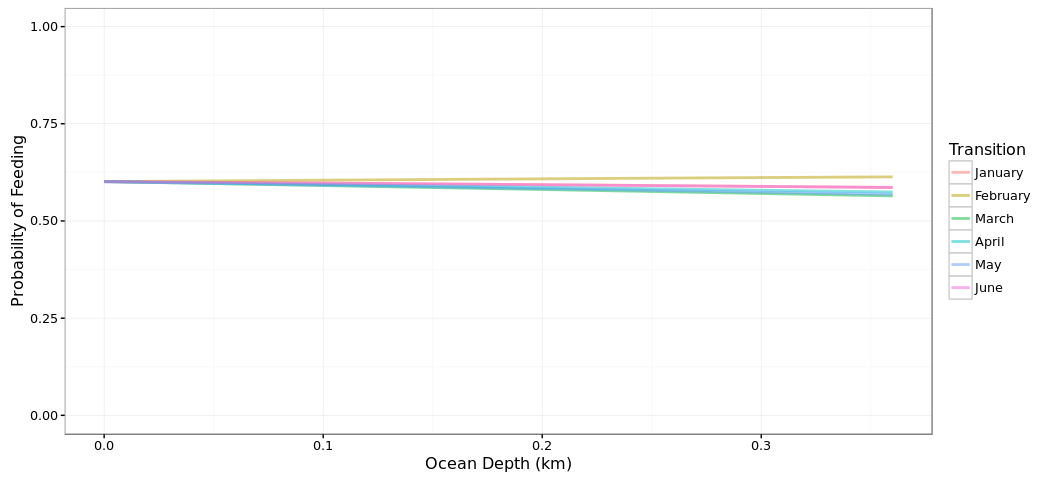 1.00
0.75
0.50
0.25
0.00
Probability of Feeding
0.0 0.1 0.2 0.3
Ocean Depth (km)
Transition
January
February
March
April
May
June